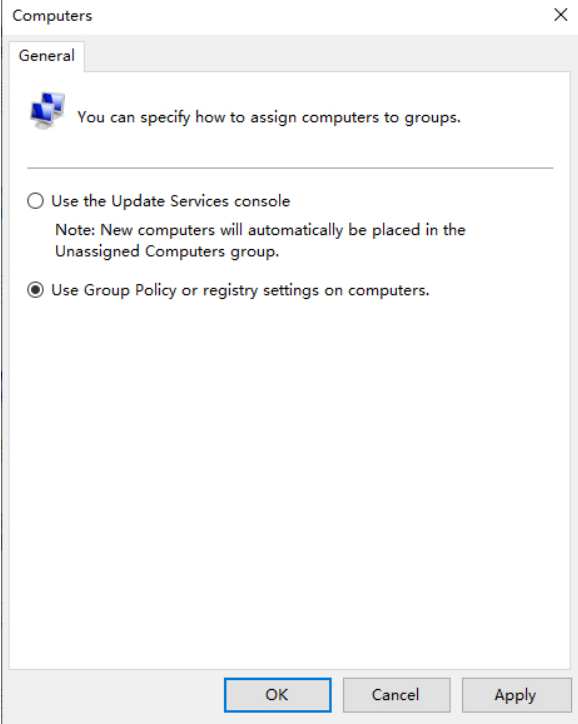 Computers
General
You can specify how to assign computers to groups.
Use the Update Services console
Note: New computers will automatically be placed in the
Unassigned Computers group.
Use Group Policy or registry settings on computers.
OK
Cancel
Apply